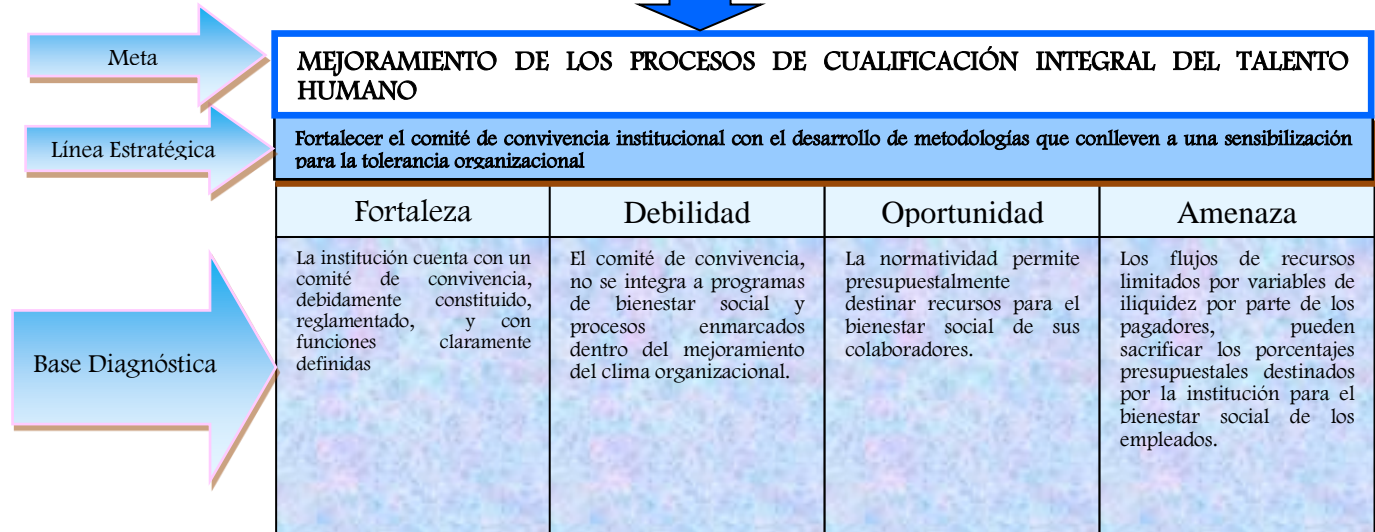 Meta
MEJORAMIENTO DE LOS PROCESOS DE CUALIFICACIÓN INTEGRAL DEL TALENTO
HUMANO
Línea Estratégica
Fortalecer el comité de convivencia institucional con el desarrollo de metodologías que conlleven a una sensibilización
para la tolerancia organizacional
Base Diagnóstica
Fortaleza
La institución cuenta con un
comité de convivencia,
debidamente constituido,
reglamentado, y con
funciones claramente
definidas
Debilidad
El comité de convivencia,
no se integra a programas
de bienestar social y
procesos enmarcados
dentro del mejoramiento
del clima organizacional.
Oportunidad
La normatividad permite
presupuestalmente
destinar recursos para el
bienestar social de sus
colaboradores.
Amenaza
Los flujos de recursos
limitados por variables de
iliquidez por parte de los
pagadores, pueden
sacrificar los porcentajes
presupuestales destinados
por la institución para el
bienestar social de los
empleados.